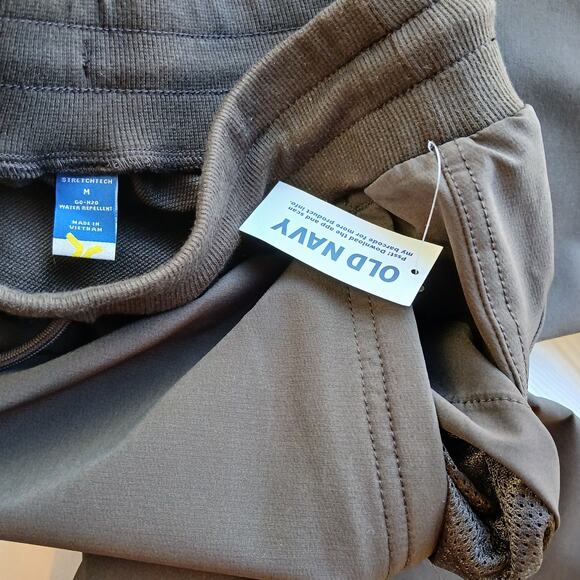 STRETCHTECH
M
GO-H20
WATER REPELLENT
MADE IN
VIETNAM
OLD NAVY
Psst! Download the app and scan
my barcode for more product info.